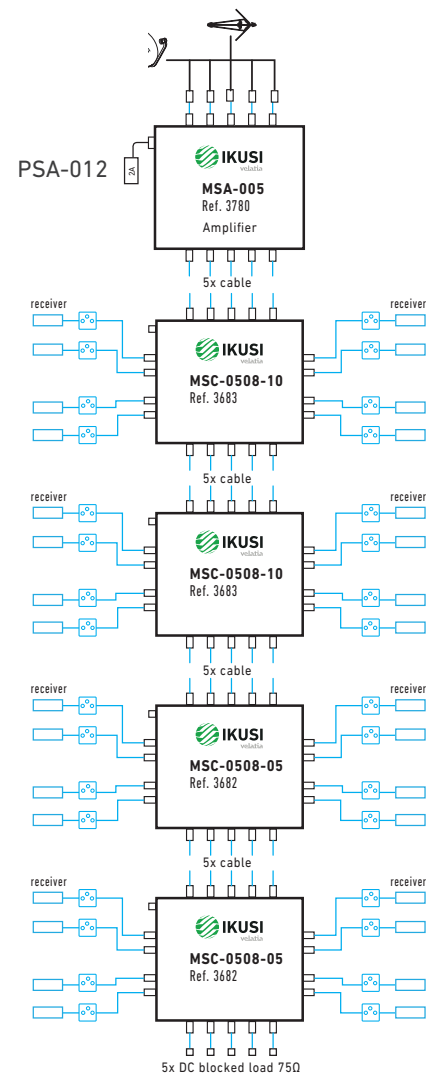 PSA-012
2A
IKUSI
velatia
MSA-005
Ref. 3780
Amplifier
5x cable
receiver
receiver
IKUSI
velatia
MSC-0508-10
Ref. 3683
5x cable
receiver
receiver
IKUSI
velatia
MSC-0508-10
Ref. 3683
5x cable
receiver
receiver
IKUSI
velatia
MSC-0508-05
Ref. 3682
5x cable
receiver
receiver
IKUSI
velatia
MSC-0508-05
Ref. 3682
5x DC blocked load 75Ω